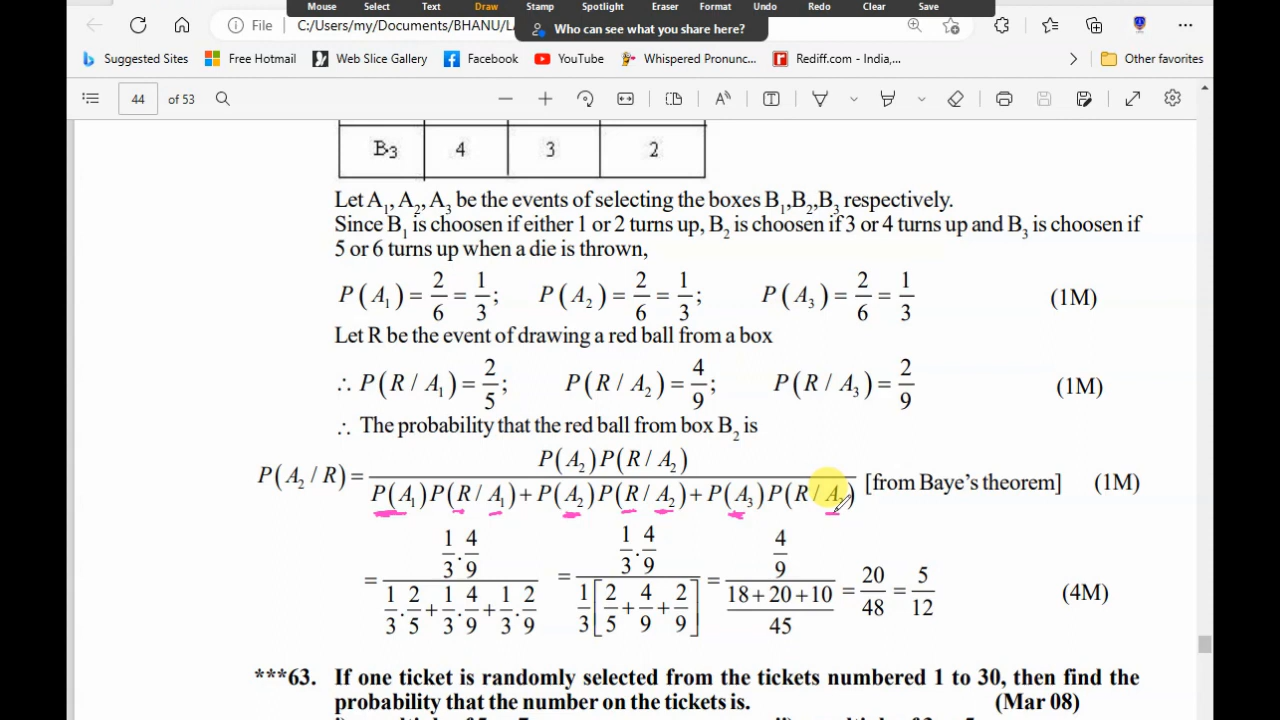 Mouse Select Text Draw Stamp Spotlight Eraser Format Undo Redo Clear Save
File C:/Users/my/Documents/BHANU/ Who can see what you share here?
Suggested Sites Free Hotmail Web Slice Gallery Facebook YouTube Whispered Pronunc... Rediff.com - India,... Other favorites
44 of 53
B3 4 3 2
Let A₁, A₂, A₃ be the events of selecting the boxes B₁,B₂,B₃ respectively.
Since B₁ is choosen if either 1 or 2 turns up, B₂ is choosen if 3 or 4 turns up and B₃ is choosen if
5 or 6 turns up when a die is thrown,
P(A₁) = 2/6 = 1/3; P(A₂) = 2/6 = 1/3; P(A₃) = 2/6 = 1/3 (1M)
Let R be the event of drawing a red ball from a box
∴ P(R / A₁) = 2/5; P(R / A₂) = 4/9; P(R / A₃) = 2/9 (1M)
∴ The probability that the red ball from box B₂ is
P(A₂ / R) = P(A₂)P(R / A₂) / P(A₁)P(R / A₁) + P(A₂)P(R / A₂) + P(A₃)P(R / A₃) [from Baye's theorem] (1M)
= 1/3 . 4/9 / 1/3 . 2/5 + 1/3 . 4/9 + 1/3 . 2/9 = 1/3 . 4/9 / 1/3 [2/5 + 4/9 + 2/9] = 4/9 / 18 + 20 + 10/45 = 20/48 = 5/12 (4M)
***63. If one ticket is randomly selected from the tickets numbered 1 to 30, then find the
probability that the number on the tickets is. (Mar 08)